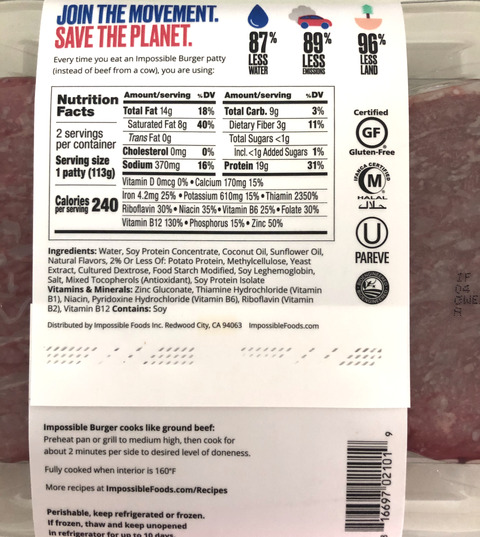 JOIN THE MOVEMENT.
SAVE THE PLANET.
Every time you eat an Impossible Burger patty
(instead of beef from a cow), you are using:
87%
LESS
WATER
89%
LESS
EMISSIONS
96%
LESS
LAND
Nutrition
Facts
2 servings
per container
Serving size
1 patty (113g)
Calories
per serving 240
Amount/serving %DV
Total Fat 14g 18%
Saturated Fat 8g 40%
Trans Fat 0g
Cholesterol 0mg 0%
Sodium 370mg 16%
Amount/serving %DV
Total Carb. 9g 3%
Dietary Fiber 3g 11%
Total Sugars <1g
Incl. <1g Added Sugars 1%
Protein 19g 31%
Vitamin D 0mcg 0% • Calcium 170mg 15%
Iron 4.2mg 25% • Potassium 610mg 15% • Thiamin 2350%
Riboflavin 30% • Niacin 35% • Vitamin B6 25% • Folate 30%
Vitamin B12 130% • Phosphorus 15% • Zinc 50%
Certified
GF
Gluten-Free
IFANCA CERTIFIED
M
HALAL
حلال
U
PAREVE
Ingredients: Water, Soy Protein Concentrate, Coconut Oil, Sunflower Oil,
Natural Flavors, 2% Or Less Of: Potato Protein, Methylcellulose, Yeast
Extract, Cultured Dextrose, Food Starch Modified, Soy Leghemoglobin,
Salt, Mixed Tocopherols (Antioxidant), Soy Protein Isolate
Vitamins & Minerals: Zinc Gluconate, Thiamine Hydrochloride (Vitamin
B1), Niacin, Pyridoxine Hydrochloride (Vitamin B6), Riboflavin (Vitamin
B2), Vitamin B12 Contains: Soy
Distributed by Impossible Foods Inc. Redwood City, CA 94063 ImpossibleFoods.com
Impossible Burger cooks like ground beef:
Preheat pan or grill to medium high, then cook for
about 2 minutes per side to desired level of doneness.
Fully cooked when interior is 160°F
More recipes at ImpossibleFoods.com/Recipes
Perishable, keep refrigerated or frozen.
If frozen, thaw and keep unopened
in refrigerator for up to 10 days.
16697 02101 9